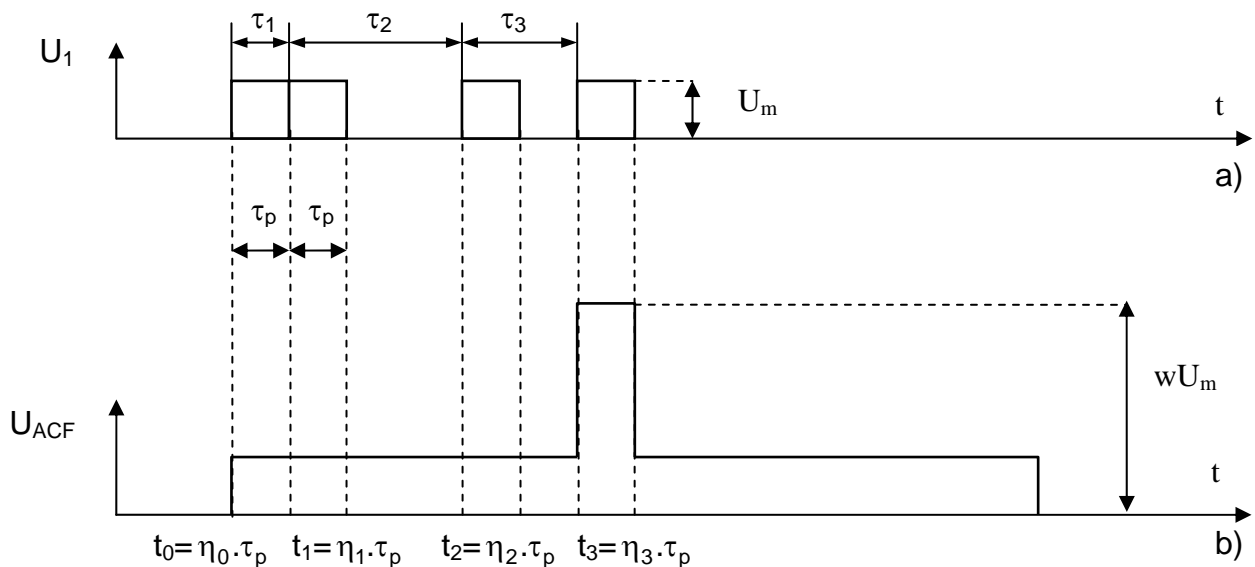 τ1 τ2 τ3
U1
Um
t
a)
τp τp
wUm
UACF
t
t0= η0.τp t1= η1.τp t2= η2.τp t3= η3.τp
b)